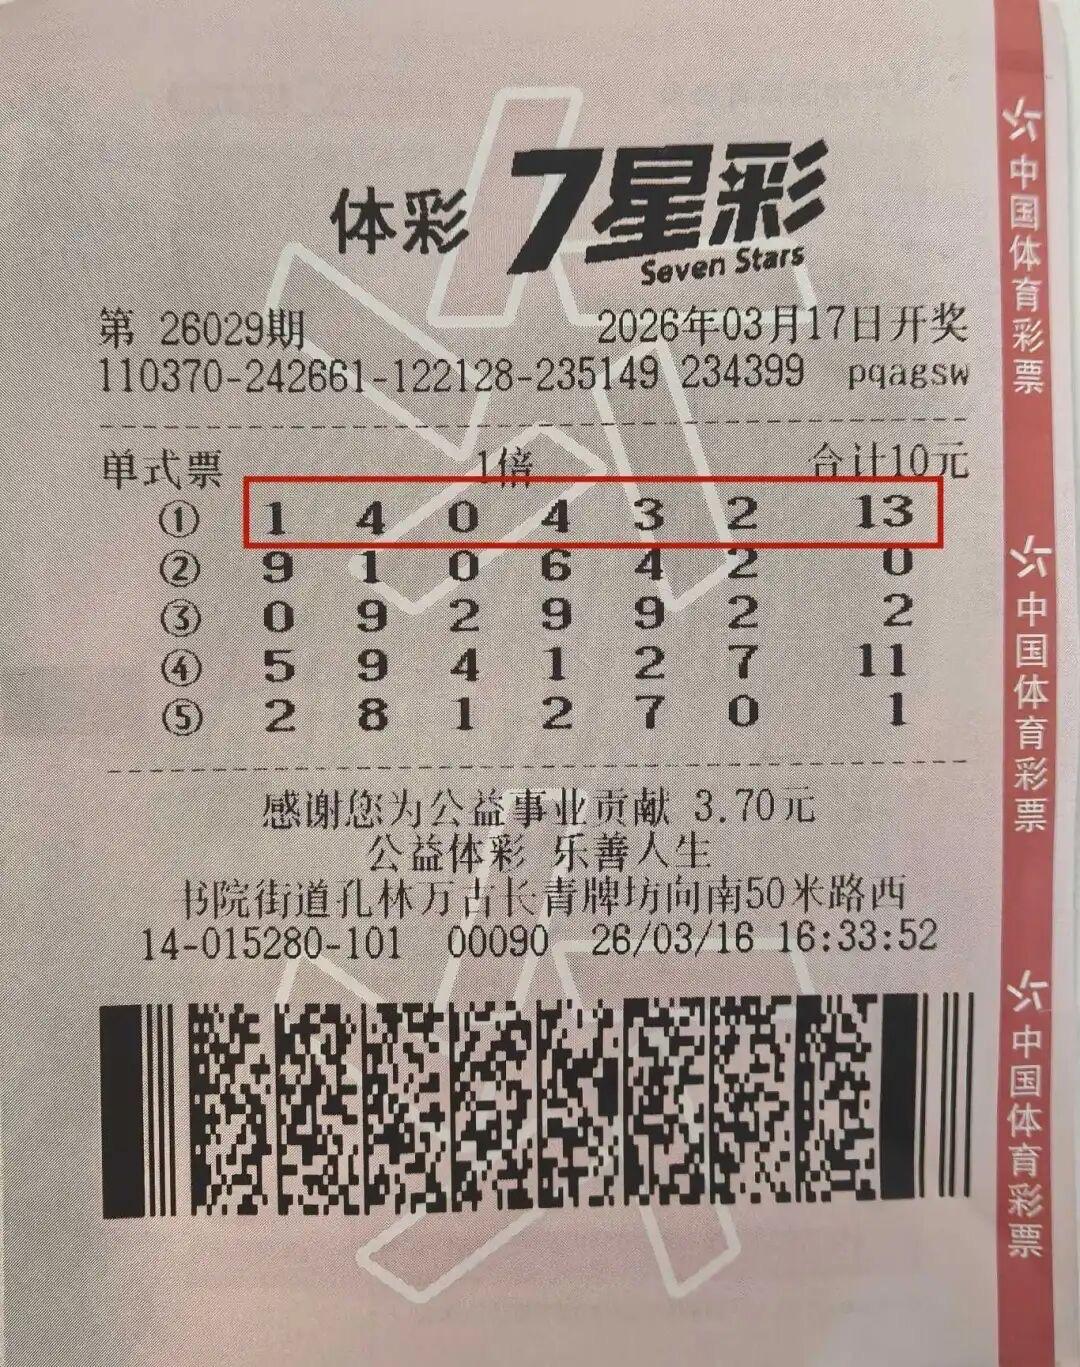 体彩 7星彩
Seven Stars
第 26029期 2026年03月17日开奖
110370-242661-122128-235149 234399 pqagsw
单式票 1倍 合计10元
① 1 4 0 4 3 2 13
② 9 1 0 6 4 2 0
③ 0 9 2 9 9 2 2
④ 5 9 4 1 2 7 11
⑤ 2 8 1 2 7 0 1
感谢您为公益事业贡献 3.70元
公益体彩 乐善人生
书院街道孔林万古长青牌坊向南50米路西
14-015280-101 00090 26/03/16 16:33:52
中国体育彩票
中国体育彩票
中国体育彩票